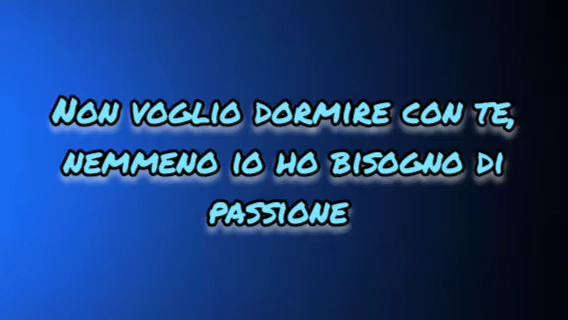 Non voglio dormire con te,
nemmeno io ho bisogno di
passione